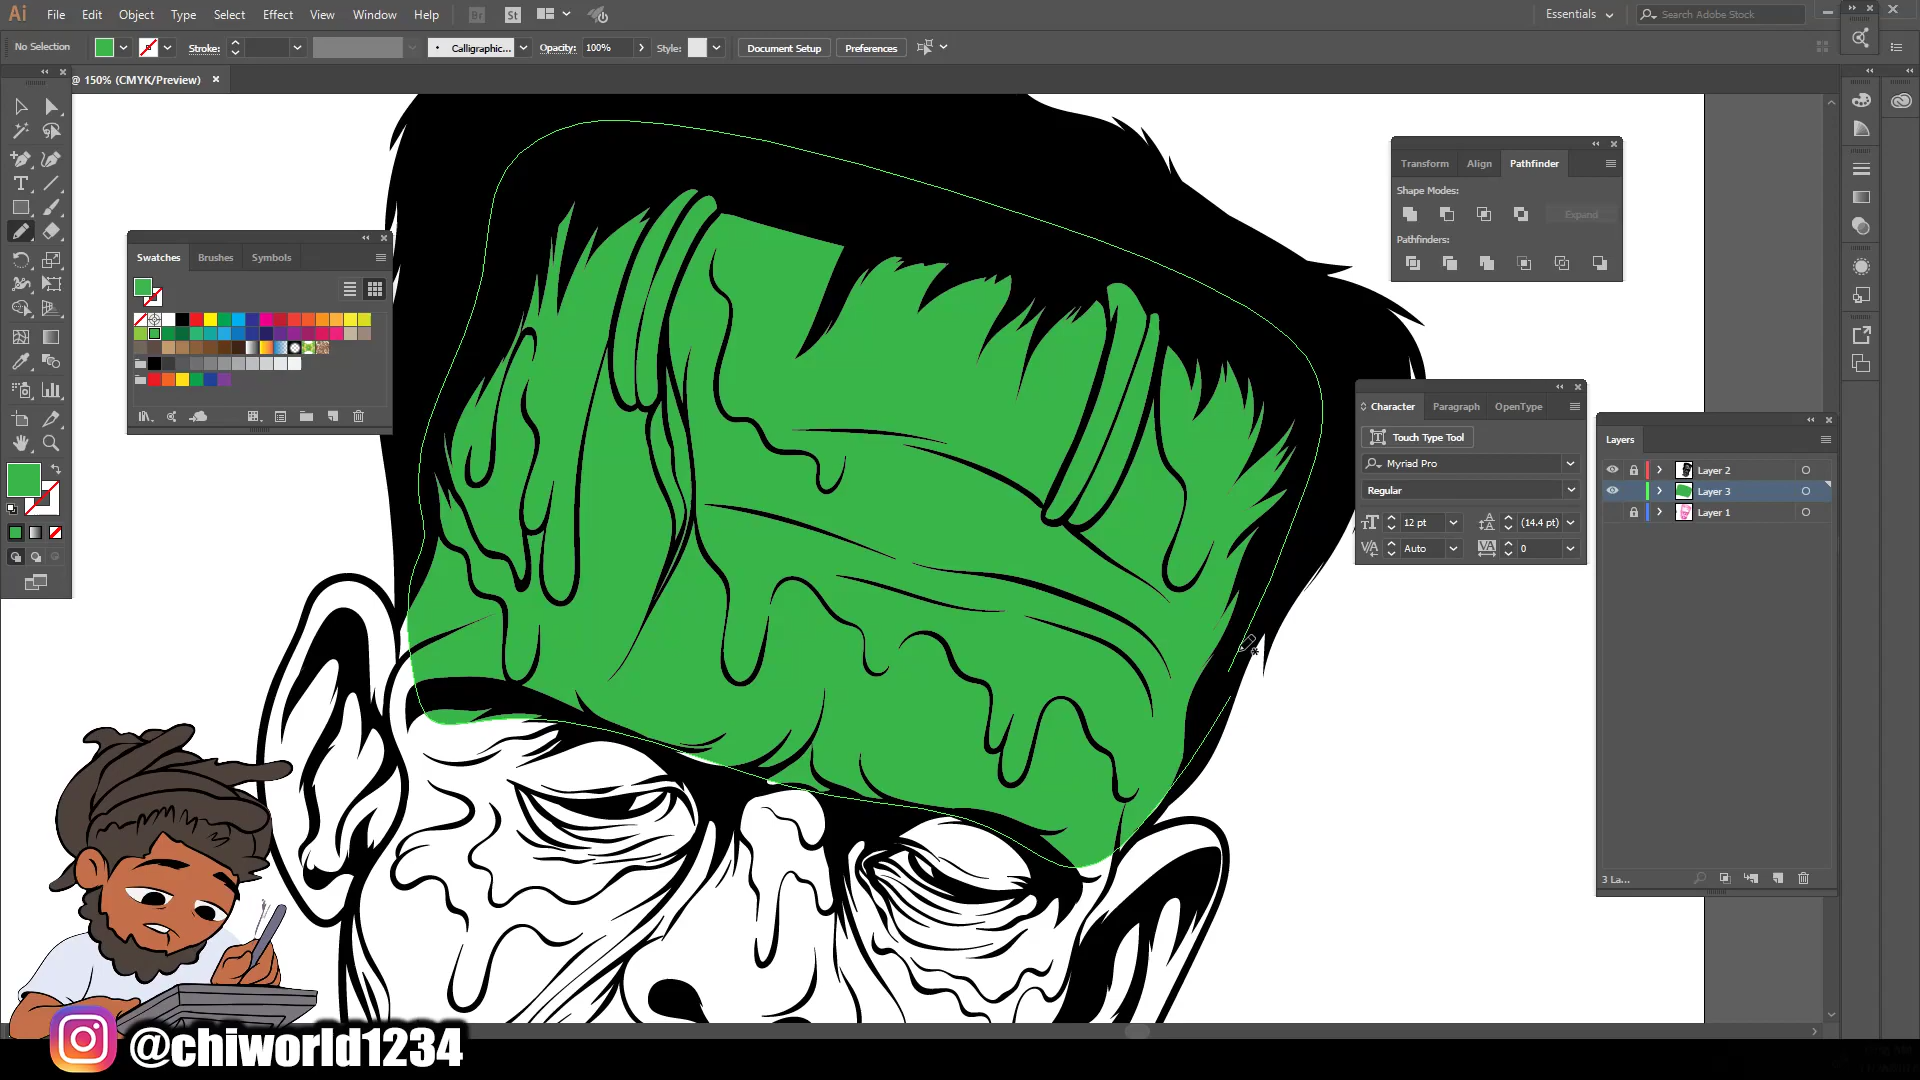 Ai File Edit Object Type Select Effect View Window Help Br St Essentials Search Adobe Stock
No Selection Stroke: Calligraphic... Opacity: 100% Style: Document Setup Preferences
@ 150% (CMYK/Preview)
Transform Align Pathfinder
Shape Modes:
Expand
Pathfinders:
Swatches Brushes Symbols
Character Paragraph OpenType
Touch Type Tool
Myriad Pro
Regular
12 pt (14.4 pt)
Auto 0
Layers
Layer 2
Layer 3
Layer 1
3 La...
@chiworld1234